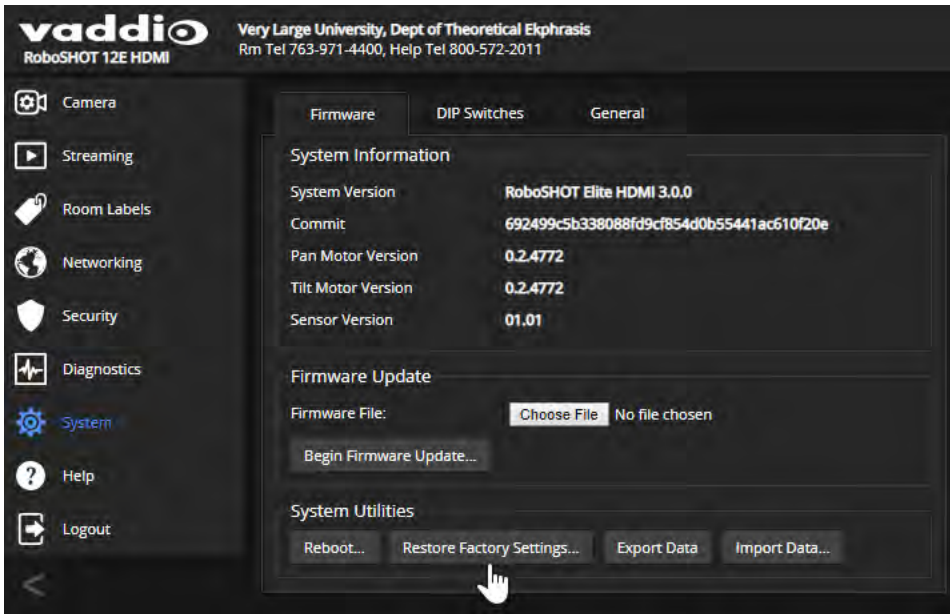 vaddio
RoboSHOT 12E HDMI
Very Large University, Dept of Theoretical Ekphrasis
Rm Tel 763-971-4400, Help Tel 800-572-2011
Camera
Streaming
Room Labels
Networking
Security
Diagnostics
System
Help
Logout
Firmware DIP Switches General
System Information
System Version RoboSHOT Elite HDMI 3.0.0
Commit 692499c5b338088fd9cf854d0b55441ac610f20e
Pan Motor Version 0.2.4772
Tilt Motor Version 0.2.4772
Sensor Version 01.01
Firmware Update
Firmware File: Choose File No file chosen
Begin Firmware Update...
System Utilities
Reboot... Restore Factory Settings... Export Data Import Data...